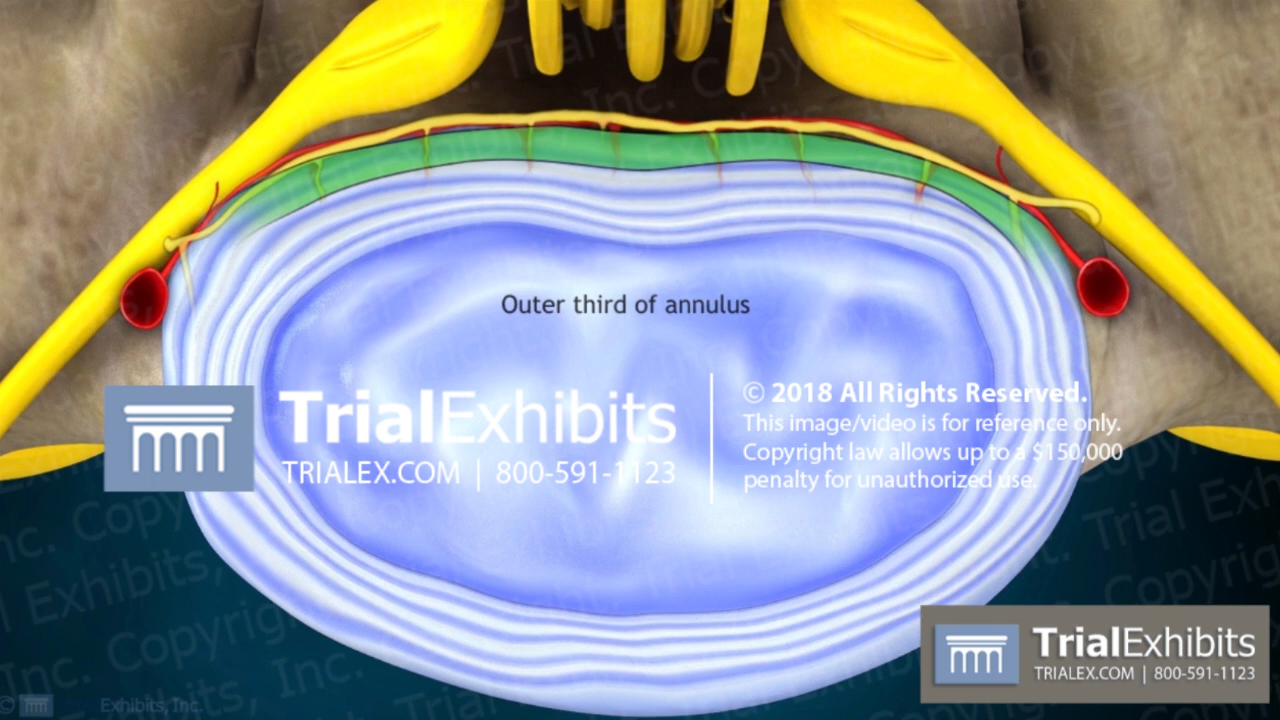 Outer third of annulus
TrialExhibits
TRIALEX.COM | 800-591-1123
© 2018 All Rights Reserved.
This image/video is for reference only.
Copyright law allows up to a $150,000
penalty for unauthorized use.
TrialExhibits
TRIALEX.COM | 800-591-1123
© Exhibits, Inc.